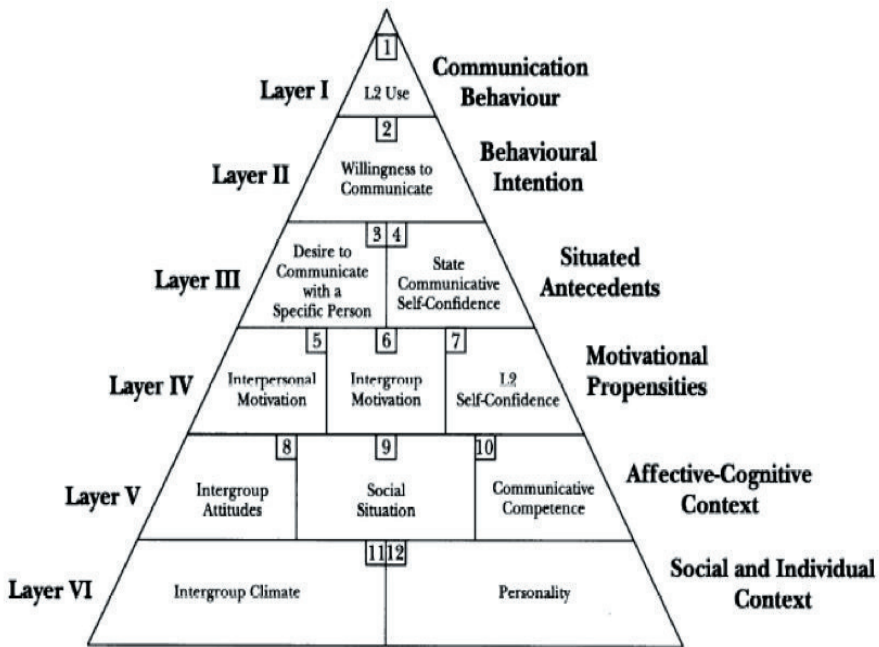 1
Layer I
L2 Use
Communication
Behaviour
2
Layer II
Willingness to
Communicate
Behavioural
Intention
3 4
Layer III
Desire to
Communicate
with a
Specific Person
State
Communicative
Self-Confidence
Situated
Antecedents
5 6 7
Layer IV
Interpersonal
Motivation
Intergroup
Motivation
L2
Self-Confidence
Motivational
Propensities
8 9 10
Layer V
Intergroup
Attitudes
Social
Situation
Communicative
Competence
Affective-Cognitive
Context
11 12
Layer VI
Intergroup Climate
Personality
Social and Individual
Context